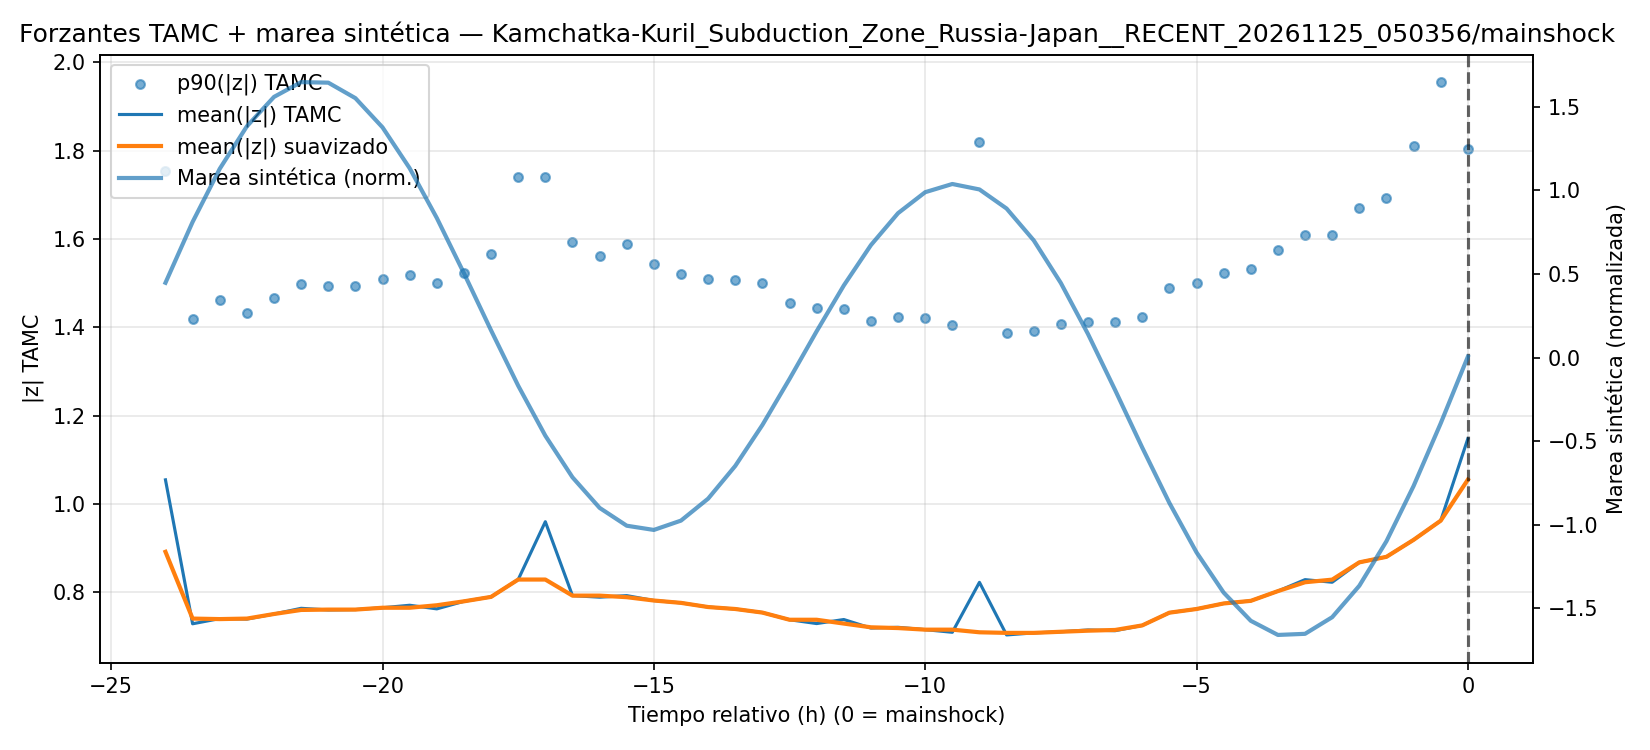 Forzantes TAMC + marea sintética — Kamchatka-Kuril_Subduction_Zone_Russia-Japan__RECENT_20261125_050356/mainshock
p90(|z|) TAMC
mean(|z|) TAMC
mean(|z|) suavizado
Marea sintética (norm.)
|z| TAMC
2.0
1.8
1.6
1.4
1.2
1.0
0.8
1.5
1.0
0.5
0.0
−0.5
−1.0
−1.5
Marea sintética (normalizada)
−25
−20
−15
−10
−5
0
Tiempo relativo (h) (0 = mainshock)